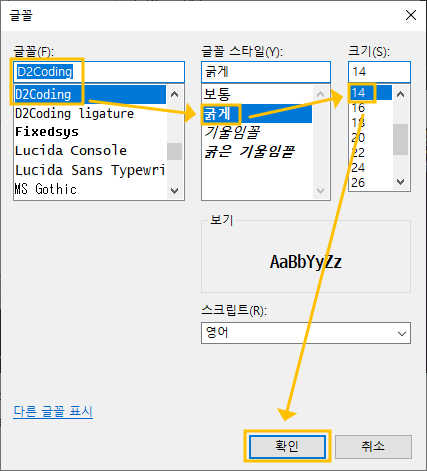 글꼴
글꼴(F):
D2Coding
D2Coding
D2Coding ligature
Fixedsys
Lucida Console
Lucida Sans Typewri
MS Gothic
글꼴 스타일(Y):
굵게
보통
굵게
기울임꼴
굵은 기울임꼴
크기(S):
14
14
16
18
20
22
24
26
보기
AaBbYyZz
스크립트(R):
영어
다른 글꼴 표시
확인
취소